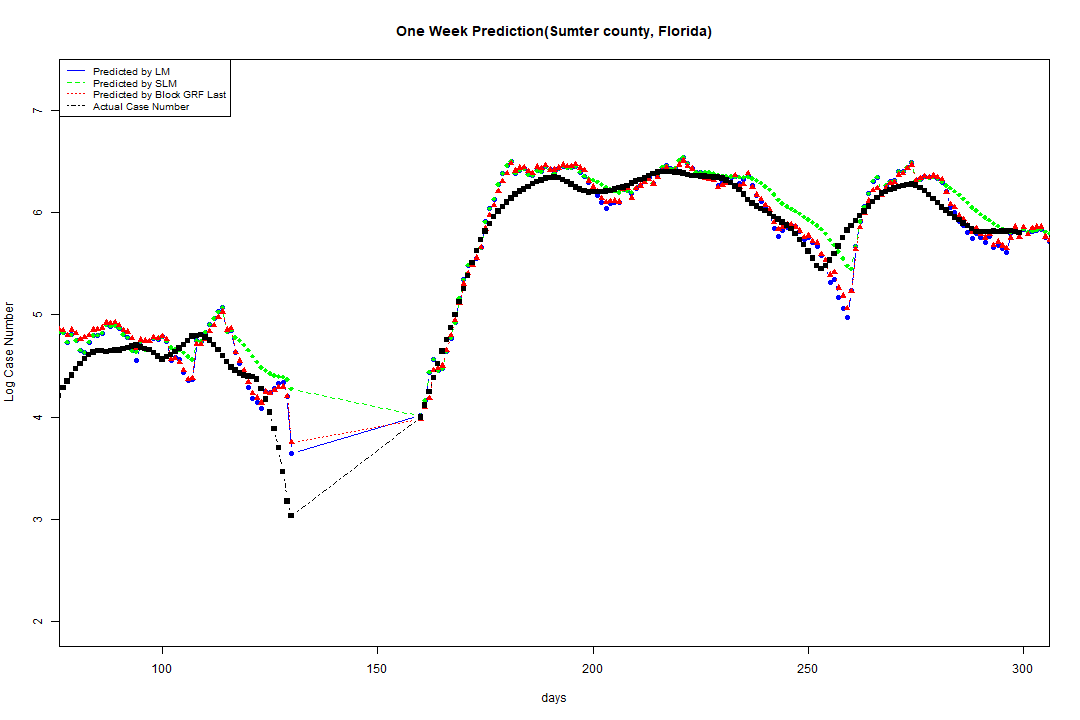 One Week Prediction(Sumter county, Florida)
Predicted by LM
Predicted by SLM
Predicted by Block GRF Last
Actual Case Number
7
6
5
4
3
2
Log Case Number
100 150 200 250 300
days